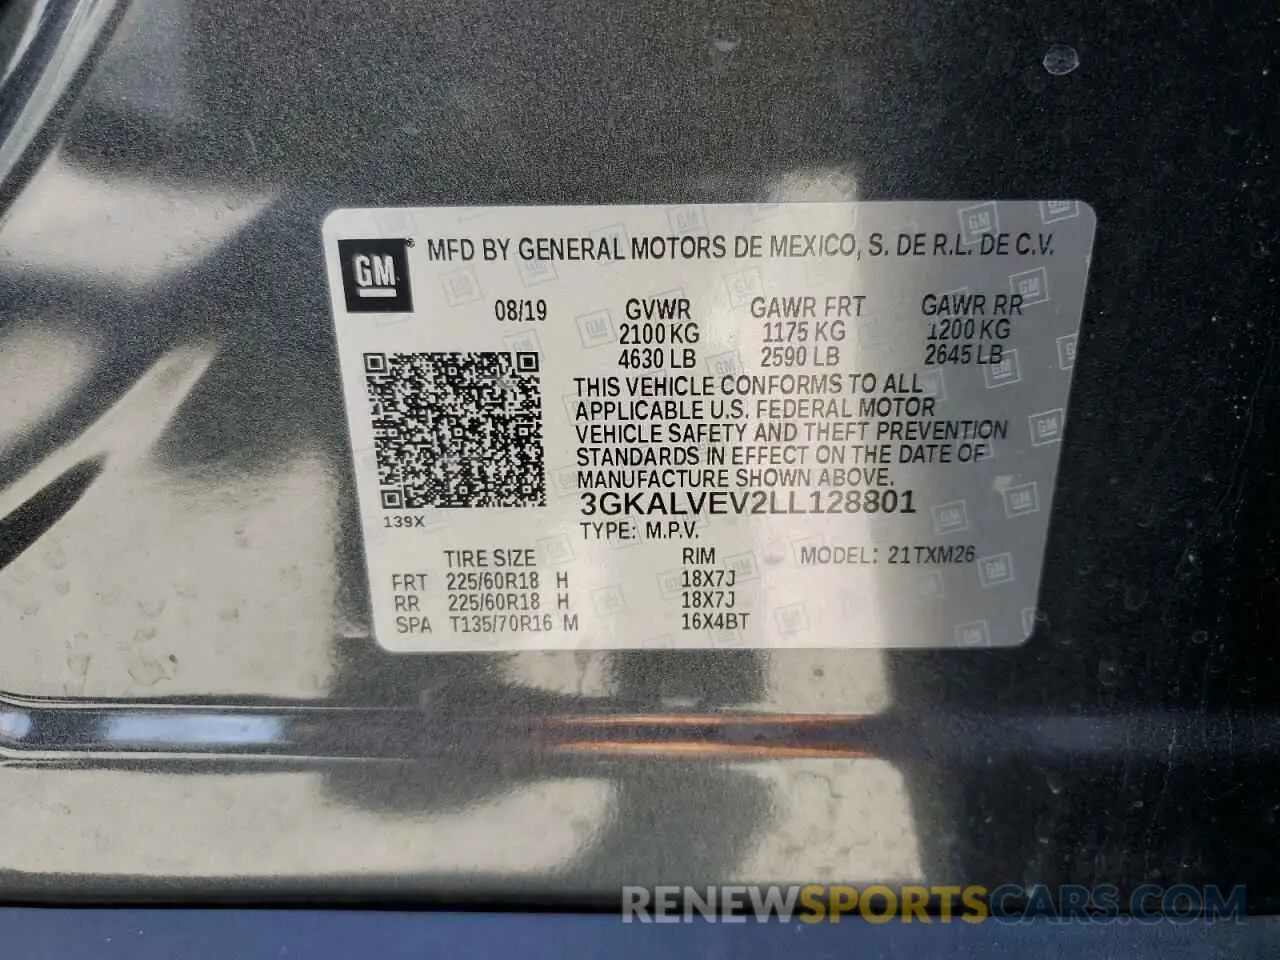 GM® MFD BY GENERAL MOTORS DE MEXICO, S. DE R.L. DE C.V.
08/19 GVWR GAWR FRT GAWR RR
2100 KG 1175 KG 1200 KG
4630 LB 2590 LB 2645 LB
THIS VEHICLE CONFORMS TO ALL
APPLICABLE U.S. FEDERAL MOTOR
VEHICLE SAFETY AND THEFT PREVENTION
STANDARDS IN EFFECT ON THE DATE OF
MANUFACTURE SHOWN ABOVE.
3GKALVEV2LL128801
139X
TYPE: M.P.V.
TIRE SIZE RIM MODEL: 21TXM26
FRT 225/60R18 H 18X7J
RR 225/60R18 H 18X7J
SPA T135/70R16 M 16X4BT
RENEWSPORTSCARS.COM